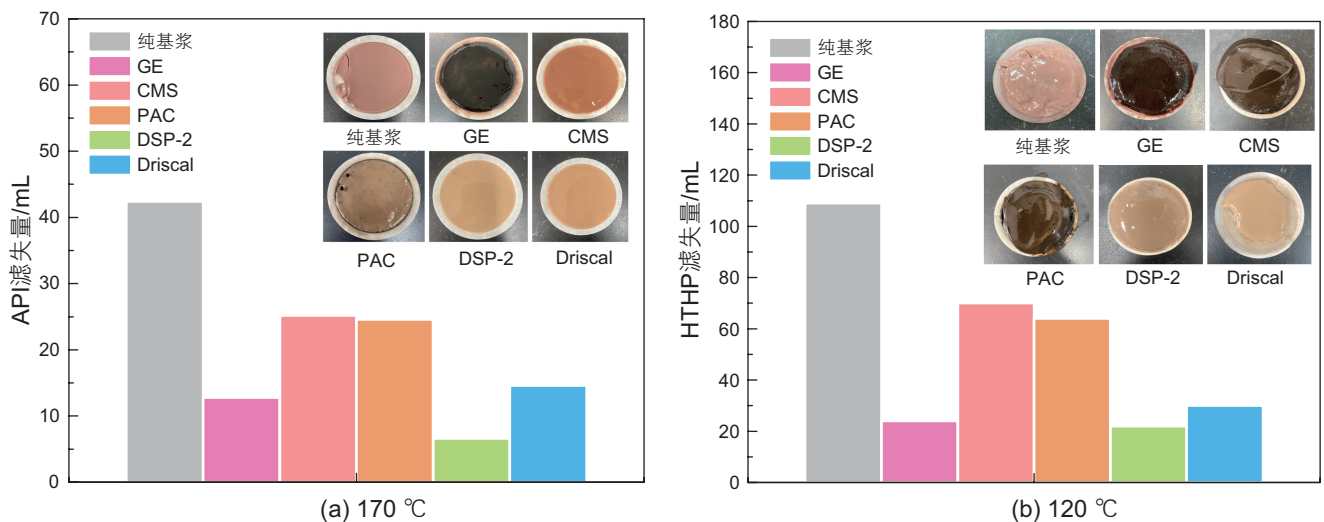 70
60
50
40
30
20
10
0
API滤失量/mL
纯基浆
GE
CMS
PAC
DSP-2
Driscal
纯基浆
GE
CMS
PAC
DSP-2
Driscal
(a) 170 ℃
180
160
140
120
100
80
60
40
20
0
HTHP滤失量/mL
纯基浆
GE
CMS
PAC
DSP-2
Driscal
纯基浆
GE
CMS
PAC
DSP-2
Driscal
(b) 120 ℃